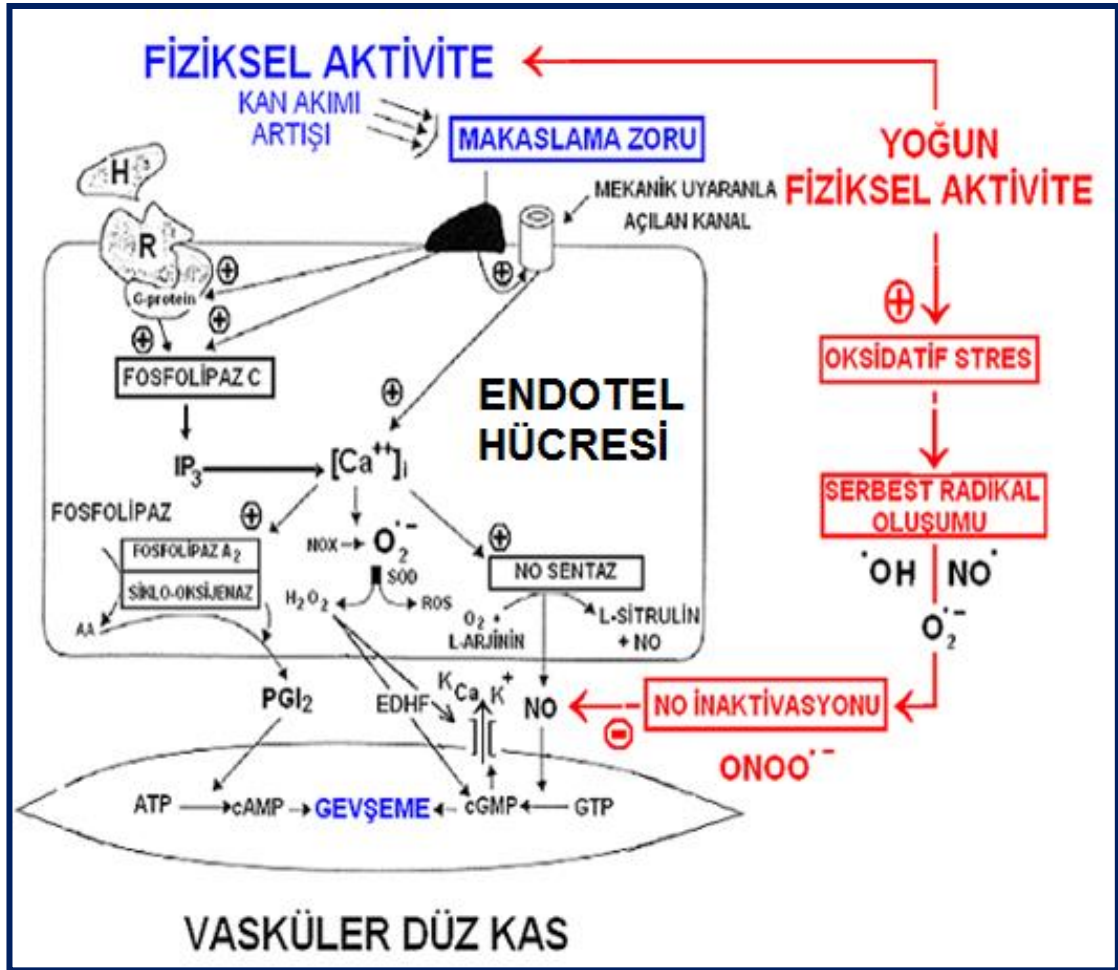 FİZİKSEL AKTİVİTE
KAN AKIMI
ARTIŞI
MAKASLAMA ZORU
YOĞUN
FİZİKSEL AKTİVİTE
H
R
G-protein
MEKANİK UYARANLA
AÇILAN KANAL
+
+
+
+
+
FOSFOLİPAZ C
OKSİDATİF STRES
ENDOTEL
HÜCRESİ
+
IP3
[Ca++]i
SERBEST RADIKAL
OLUŞUMU
FOSFOLİPAZ
+
+
FOSFOLİPAZ A2
SİKLO-OKSİJENAZ
NOX
O2·-
SOD
H2O2
ROS
NO SENTAZ
·OH NO·
O2·-
AA
O2 +
L-ARJİNİN
L-SİTRULİN
+ NO
PGI2
EDHF
KCa K+
NO
NO İNAKTİVASYONU
-
ONOO·-
ATP
cAMP
GEVŞEME
cGMP
GTP
VASKÜLER DÜZ KAS